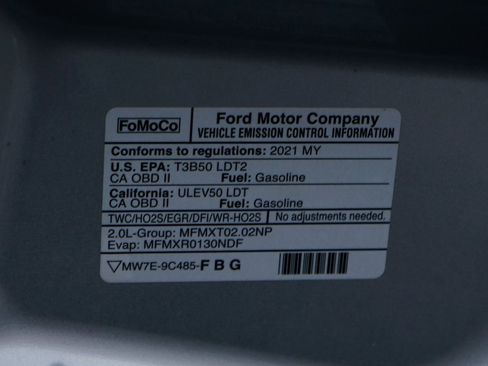 FoMoCo
Ford Motor Company
VEHICLE EMISSION CONTROL INFORMATION
Conforms to regulations: 2021 MY
U.S. EPA: T3B50 LDT2
CA OBD II Fuel: Gasoline
California: ULEV50 LDT
CA OBD II Fuel: Gasoline
TWC/HO2S/EGR/DFI/WR-HO2S No adjustments needed.
2.0L-Group: MFMXT02.02NP
Evap: MFMXR0130NDF
MW7E-9C485-F B G